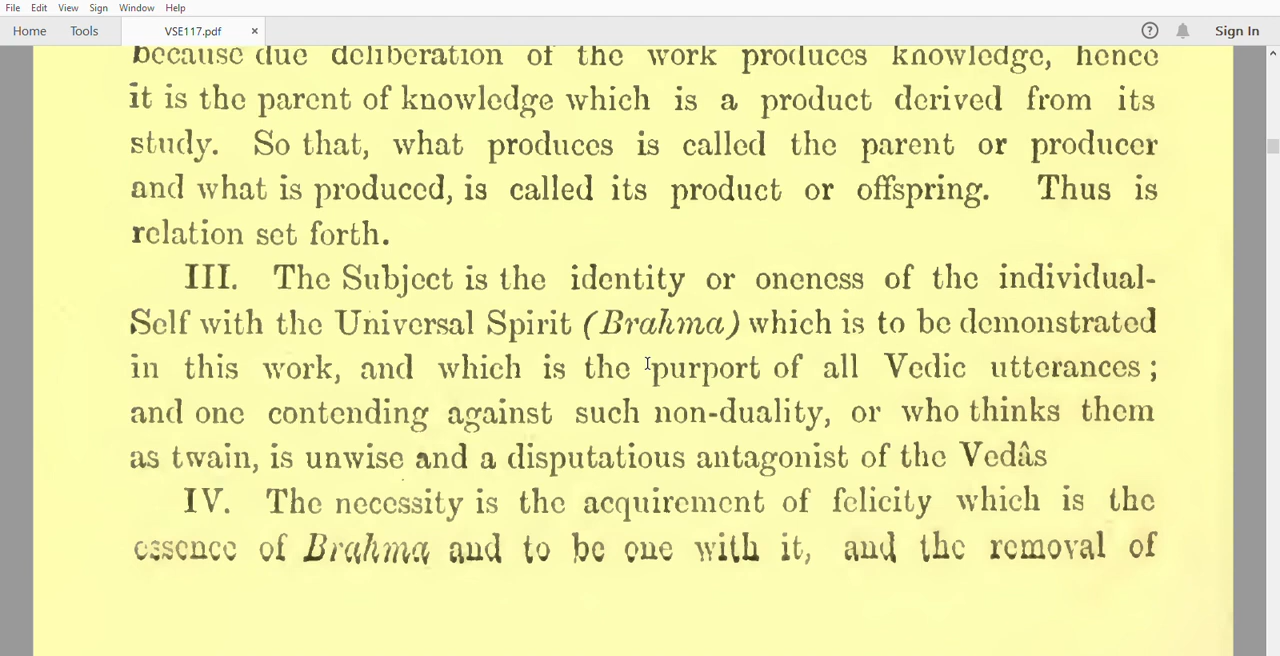 File Edit View Sign Window Help
Home Tools VSE117.pdf × ? Sign In
because due deliberation of the work produces knowledge, hence
it is the parent of knowledge which is a product derived from its
study. So that, what produces is called the parent or producer
and what is produced, is called its product or offspring. Thus is
relation set forth.
III. The Subject is the identity or oneness of the individual-
Self with the Universal Spirit (Brahma) which is to be demonstrated
in this work, and which is the purport of all Vedic utterances ;
and one contending against such non-duality, or who thinks them
as twain, is unwise and a disputatious antagonist of the Vedâs
IV. The necessity is the acquirement of felicity which is the
essence of Brahma and to be one with it, and the removal of